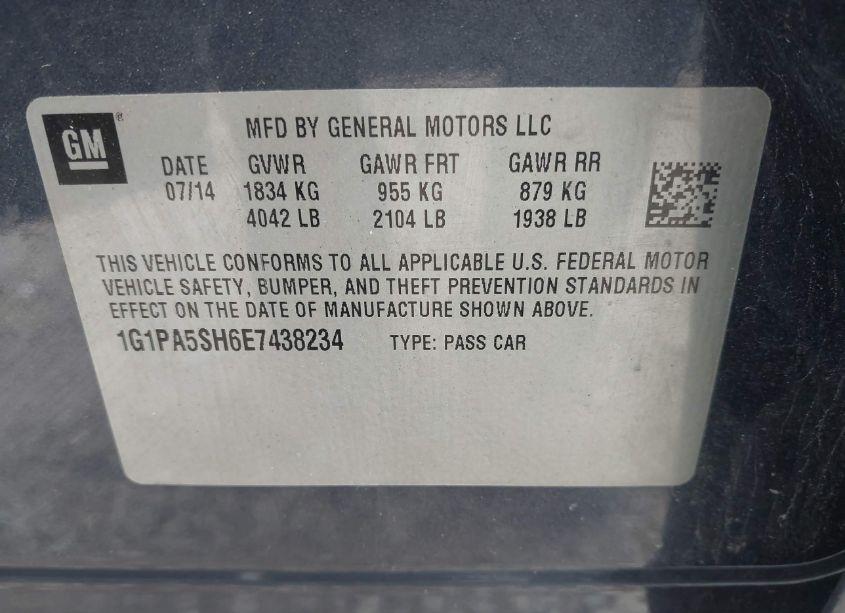 GM ®
MFD BY GENERAL MOTORS LLC
DATE GVWR GAWR FRT GAWR RR
07/14 1834 KG 955 KG 879 KG
4042 LB 2104 LB 1938 LB
THIS VEHICLE CONFORMS TO ALL APPLICABLE U.S. FEDERAL MOTOR
VEHICLE SAFETY, BUMPER, AND THEFT PREVENTION STANDARDS IN
EFFECT ON THE DATE OF MANUFACTURE SHOWN ABOVE.
1G1PA5SH6E7438234 TYPE: PASS CAR